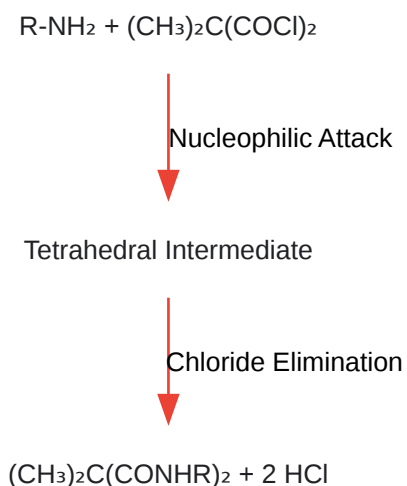 R-NH₂ + (CH₃)₂C(COCl)₂
Nucleophilic Attack
Tetrahedral Intermediate
Chloride Elimination
(CH₃)₂C(CONHR)₂ + 2 HCl